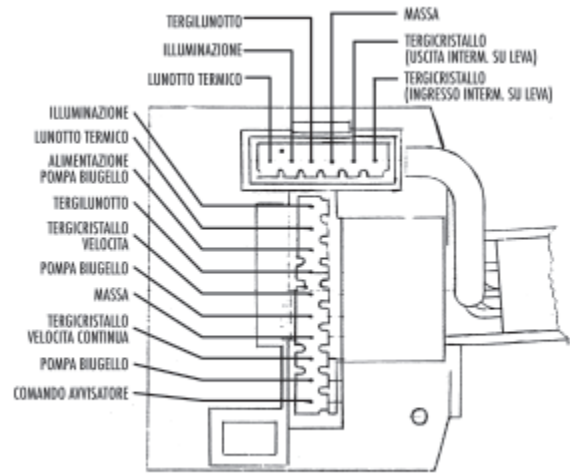 MASSA
TERGILUNOTTO
TERGICRISTALLO
(USCITA INTERM. SU LEVA)
ILLUMINAZIONE
LUNOTTO TERMICO
TERGICRISTALLO
(INGRESSO INTERM. SU LEVA)
ILLUMINAZIONE
LUNOTTO TERMICO
ALIMENTAZIONE
POMPA BIUGELLO
TERGILUNOTTO
TERGICRISTALLO
VELOCITA
POMPA BIUGELLO
MASSA
TERGICRISTALLO
VELOCITA CONTINUA
POMPA BIUGELLO
COMANDO AVVISATORE